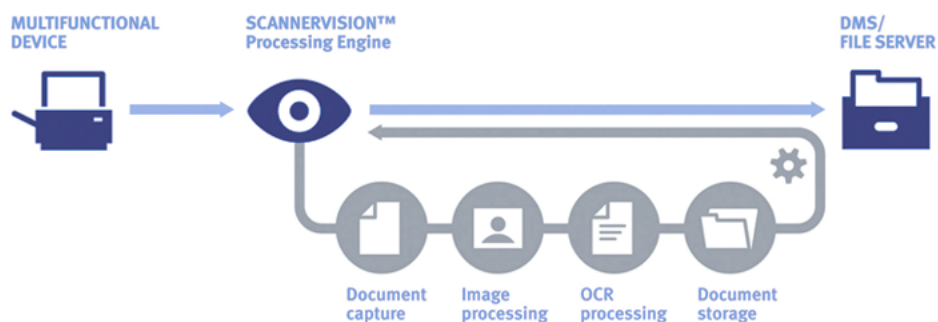 MULTIFUNCTIONAL
DEVICE
SCANNERVISION™
Processing Engine
DMS/
FILE SERVER
Document
capture
Image
processing
OCR
processing
Document
storage